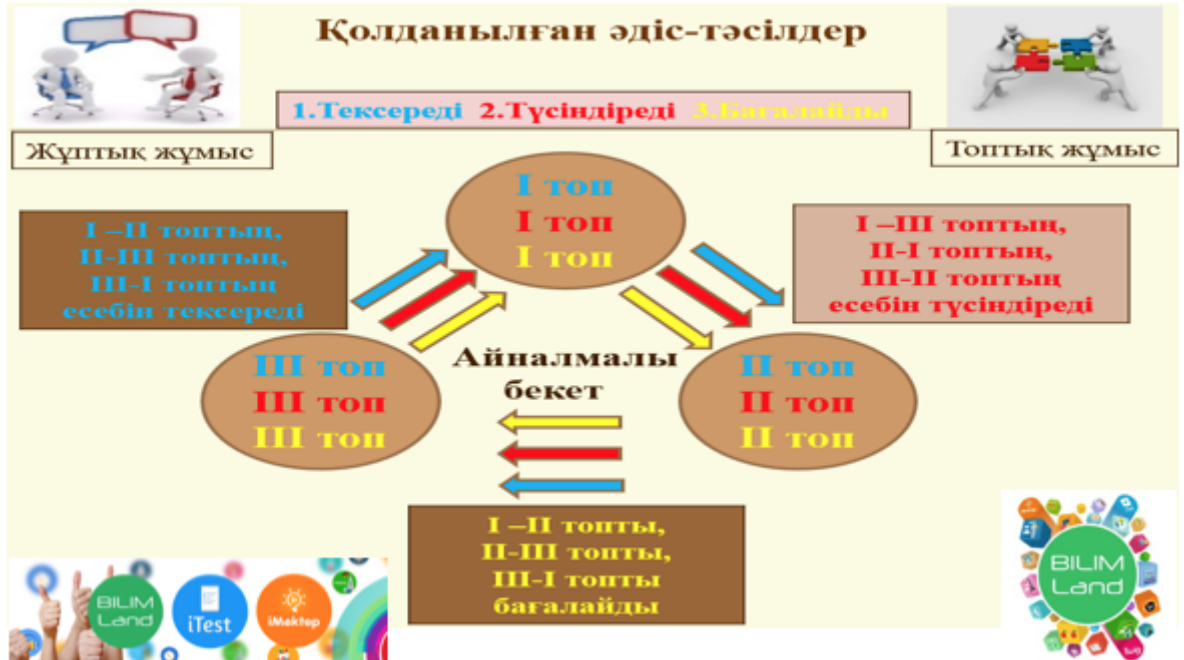 Қолданылған әдіс-тәсілдер
1.Тексереді 2.Түсіндіреді 3.Бағалайды
Жұптық жұмыс
Топтық жұмыс
I топ
I топ
I топ
I –II топтың,
II-III топтың,
III-I топтың
есебін тексереді
I –III топтың,
II-I топтың,
III-II топтың
есебін түсіндіреді
Айналмалы
бекет
III топ
III топ
III топ
II топ
II топ
II топ
I –II топты,
II-III топты,
III-I топты
бағалайды
BILIM
Land
iTest
iMektep
BILIM
Land